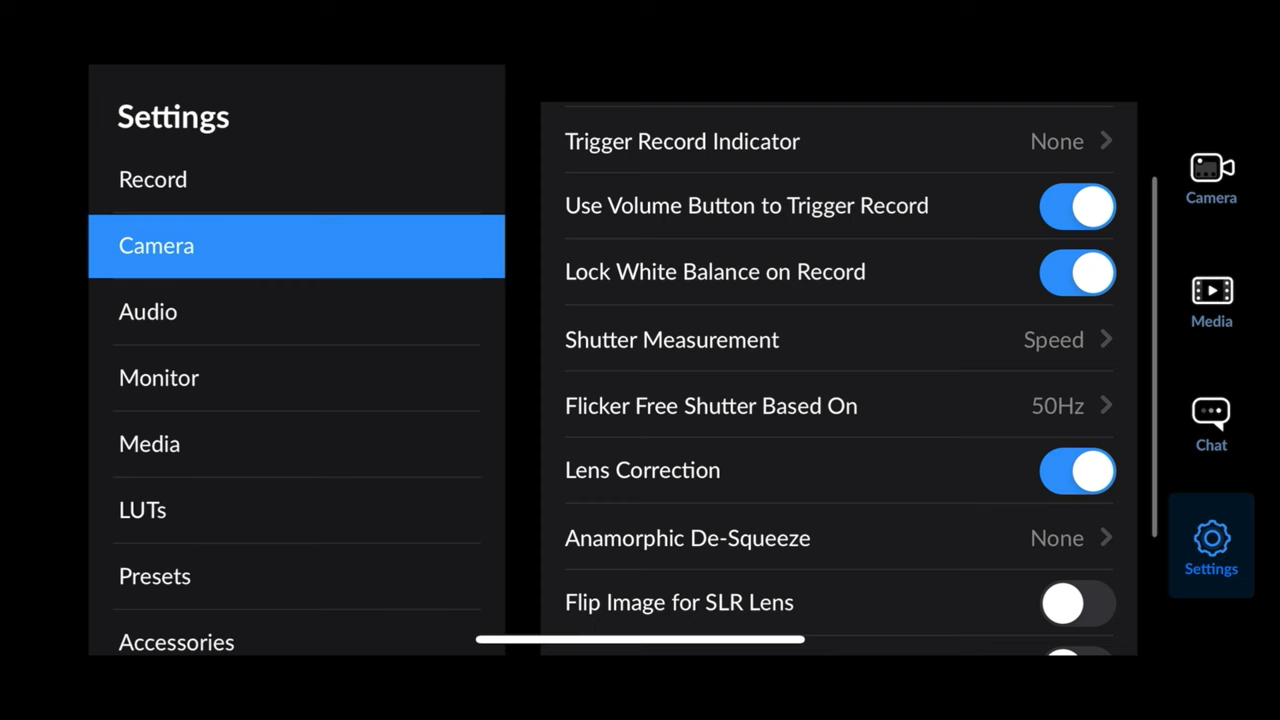 Settings
Record
Camera
Audio
Monitor
Media
LUTs
Presets
Accessories
Trigger Record Indicator None
Use Volume Button to Trigger Record
Lock White Balance on Record
Shutter Measurement Speed
Flicker Free Shutter Based On 50Hz
Lens Correction
Anamorphic De-Squeeze None
Flip Image for SLR Lens
Camera
Media
Chat
Settings